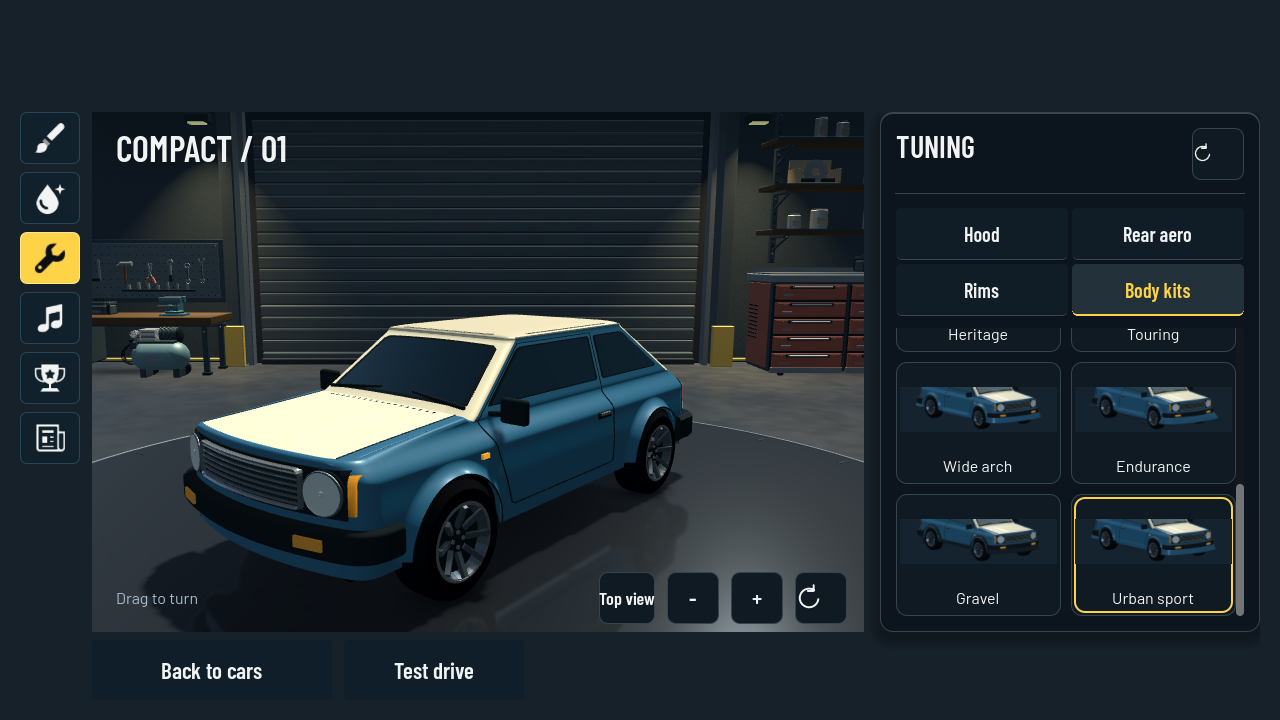 COMPACT / 01
TUNING
Hood
Rear aero
Rims
Body kits
Heritage
Touring
Wide arch
Endurance
Gravel
Urban sport
Drag to turn
Top view
-
+
Back to cars
Test drive